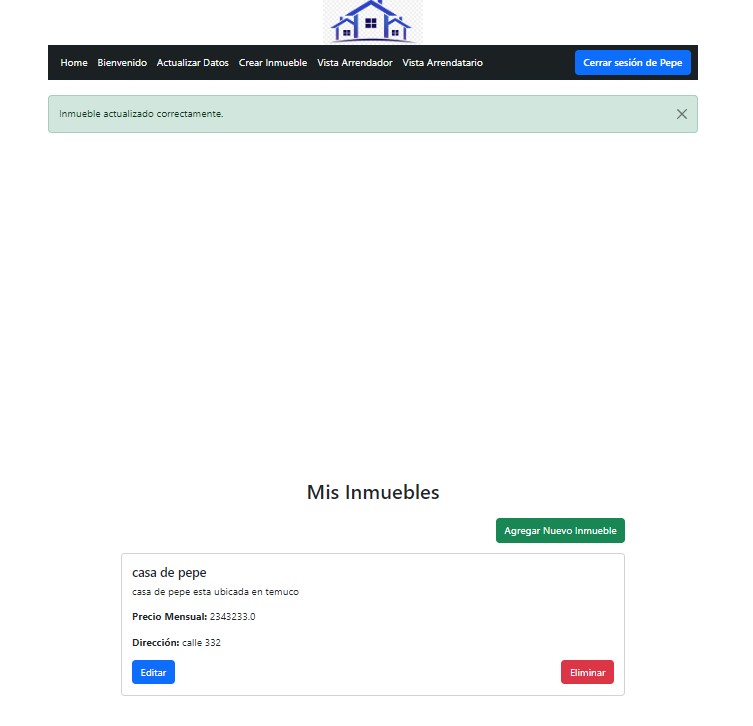 Home Bienvenido Actualizar Datos Crear Inmueble Vista Arrendador Vista Arrendatario Cerrar sesión de Pepe
Inmueble actualizado correctamente.
Mis Inmuebles
Agregar Nuevo Inmueble
casa de pepe
casa de pepe esta ubicada en temuco
Precio Mensual: 2343233.0
Dirección: calle 332
Editar Eliminar